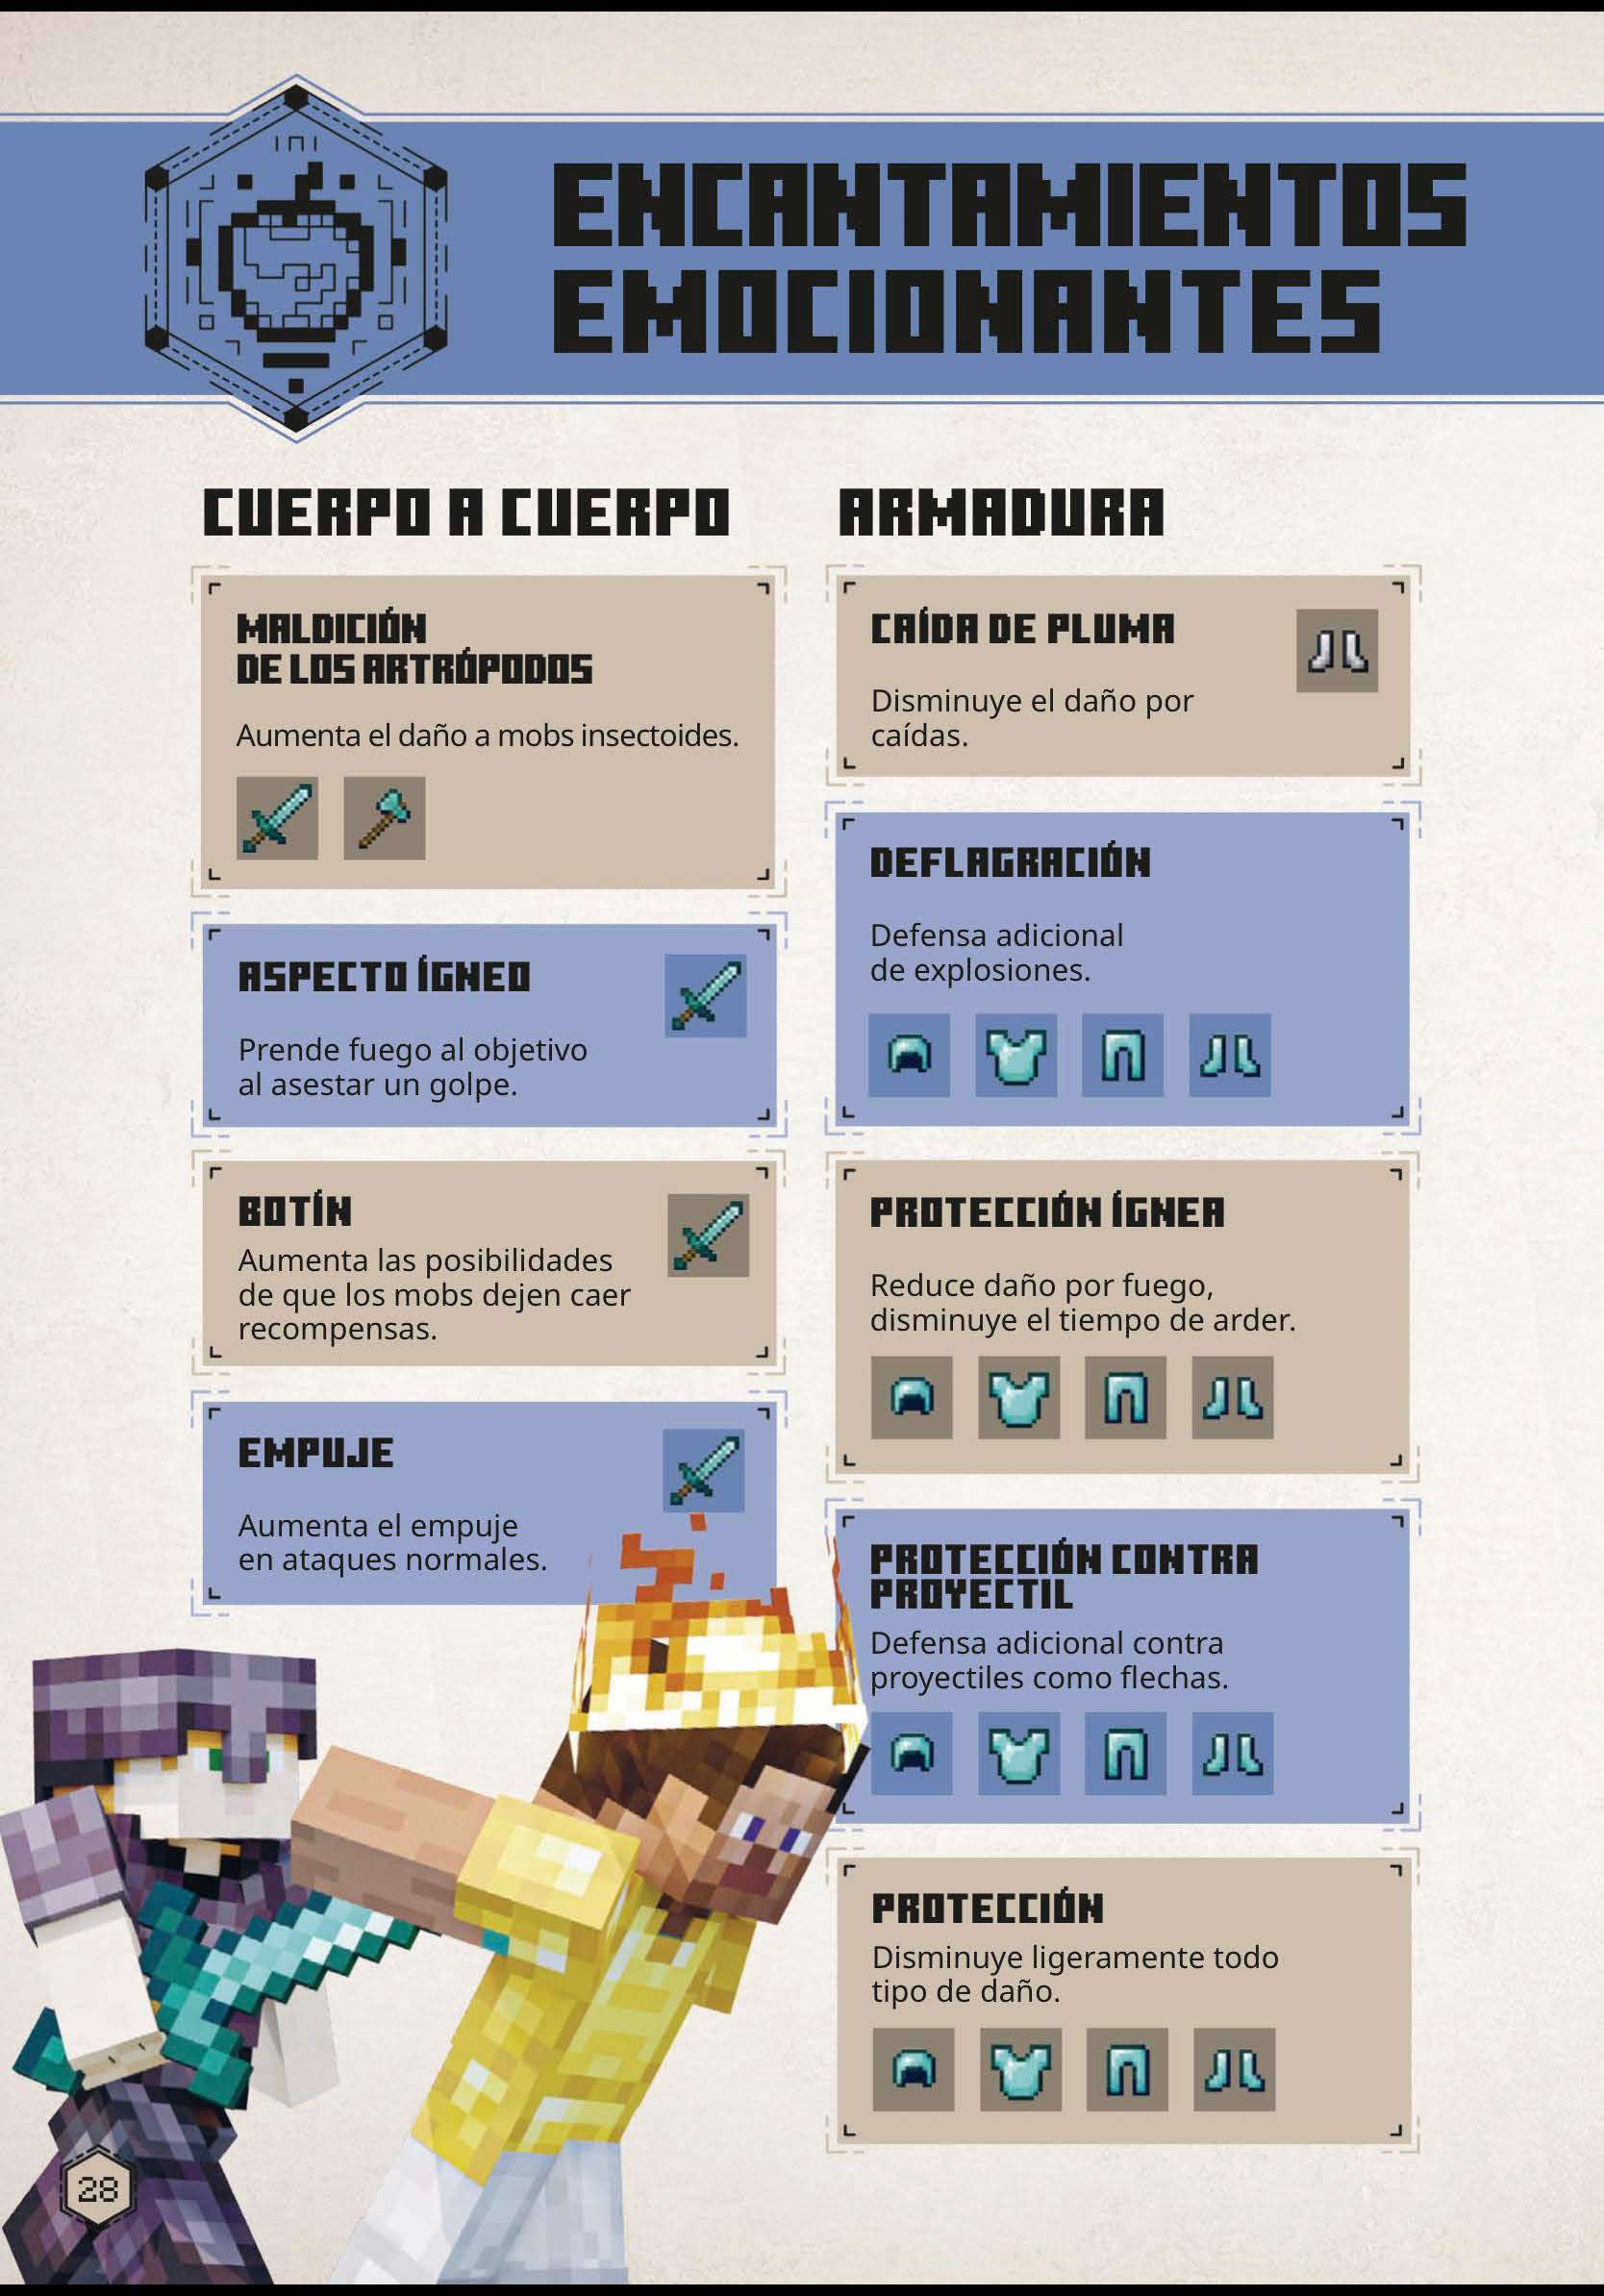 ENCANTAMIENTOS
EMOCIONANTES
CUERPO A CUERPO
MALDICIÓN
DE LOS ARTRÓPODOS
Aumenta el daño a mobs insectoides.
ASPECTO ÍGNEO
Prende fuego al objetivo
al asestar un golpe.
BOTÍN
Aumenta las posibilidades
de que los mobs dejen caer
recompensas.
EMPUJE
Aumenta el empuje
en ataques normales.
ARMADURA
CAÍDA DE PLUMA
Disminuye el daño por
caídas.
DEFLAGRACIÓN
Defensa adicional
de explosiones.
PROTECCIÓN ÍGNEA
Reduce daño por fuego,
disminuye el tiempo de arder.
PROTECCIÓN CONTRA
PROYECTIL
Defensa adicional contra
proyectiles como flechas.
PROTECCIÓN
Disminuye ligeramente todo
tipo de daño.
28